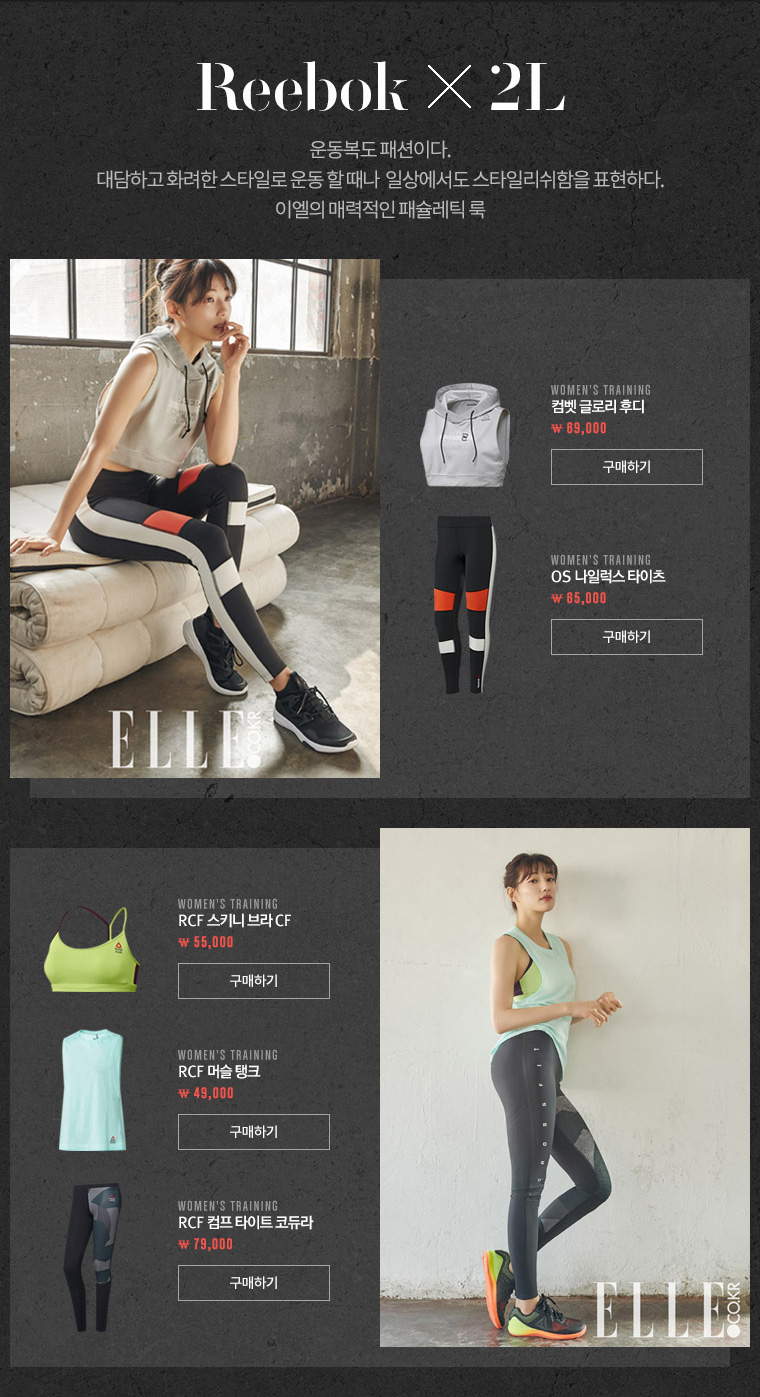 Reebok × 2L
운동복도 패션이다.
대담하고 화려한 스타일로 운동 할 때나 일상에서도 스타일리쉬함을 표현하다.
이엘의 매력적인 패슐레틱 룩
WOMEN'S TRAINING
컴벳 글로리 후디
₩ 69,000
구매하기
WOMEN'S TRAINING
OS 나일럭스 타이츠
₩ 65,000
구매하기
ELLE.CO.KR
WOMEN'S TRAINING
RCF 스키니 브라 CF
₩ 55,000
구매하기
WOMEN'S TRAINING
RCF 머슬 탱크
₩ 49,000
구매하기
WOMEN'S TRAINING
RCF 컴프 타이트 코듀라
₩ 79,000
구매하기
CROSSFIT
ELLE.CO.KR